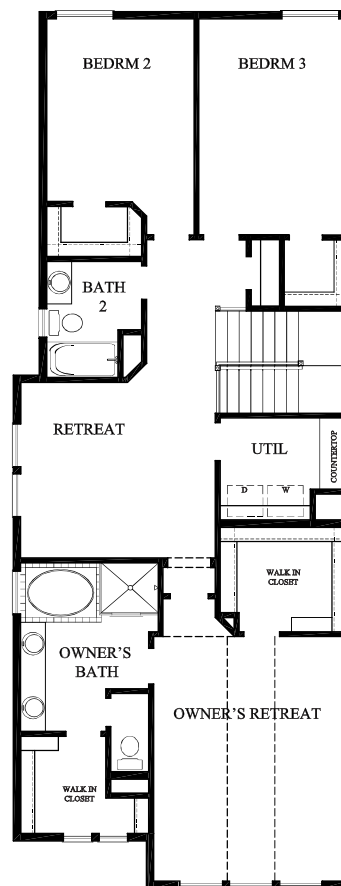 BEDRM 2
BEDRM 3
BATH
2
RETREAT
UTIL
COUNTERTOP
D
W
WALK IN
CLOSET
OWNER'S
BATH
OWNER'S RETREAT
WALK IN
CLOSET